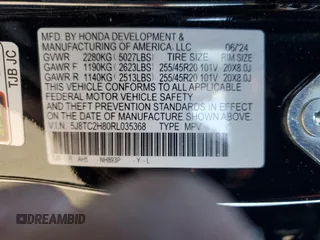 MFD. BY HONDA DEVELOPMENT &
MANUFACTURING OF AMERICA, LLC 06/24
GVWR 2280KG 5027LBS TIRE SIZE RIM SIZE
GAWR F 1190KG 2623LBS 255/45R20 101V 20X8.0J
GAWR R 1140KG 2513LBS 255/45R20 101V 20X8.0J
THIS VEHICLE CONFORMS TO ALL APPLICABLE
FEDERAL MOTOR VEHICLE SAFETY
AND THEFT PREVENTION STANDARDS IN EFFECT
ON THE DATE OF MANUFACTURE SHOWN ABOVE.
V.I.N. 5J8TC2H80RL035368 TYPE MPV
NH893P -Y-L
TJB JC
DREAMBID